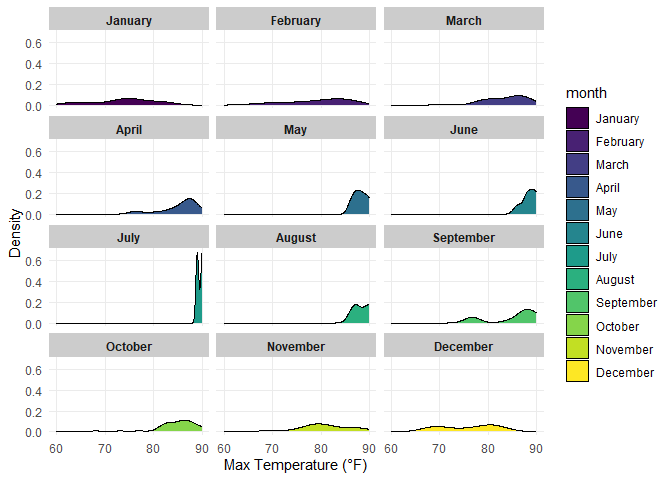 January February March
0.6
0.4
0.2
0.0
April May June
0.6
0.4
0.2
0.0
July August September
0.6
0.4
0.2
0.0
October November December
0.6
0.4
0.2
0.0
60 70 80 90 60 70 80 90 60 70 80 90
Max Temperature (°F)
Density
month
January
February
March
April
May
June
July
August
September
October
November
December